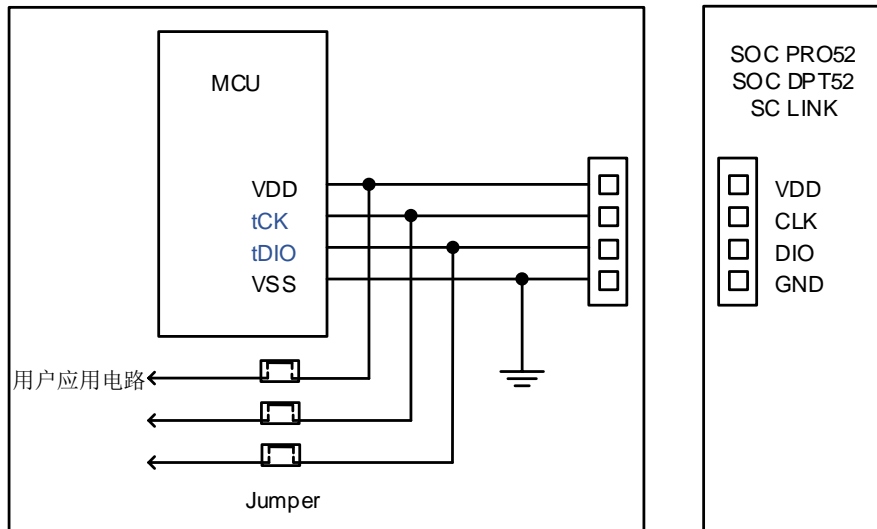 MCU
VDD
tCK
tDIO
VSS
用户应用电路
Jumper
SOC PRO52
SOC DPT52
SC LINK
VDD
CLK
DIO
GND